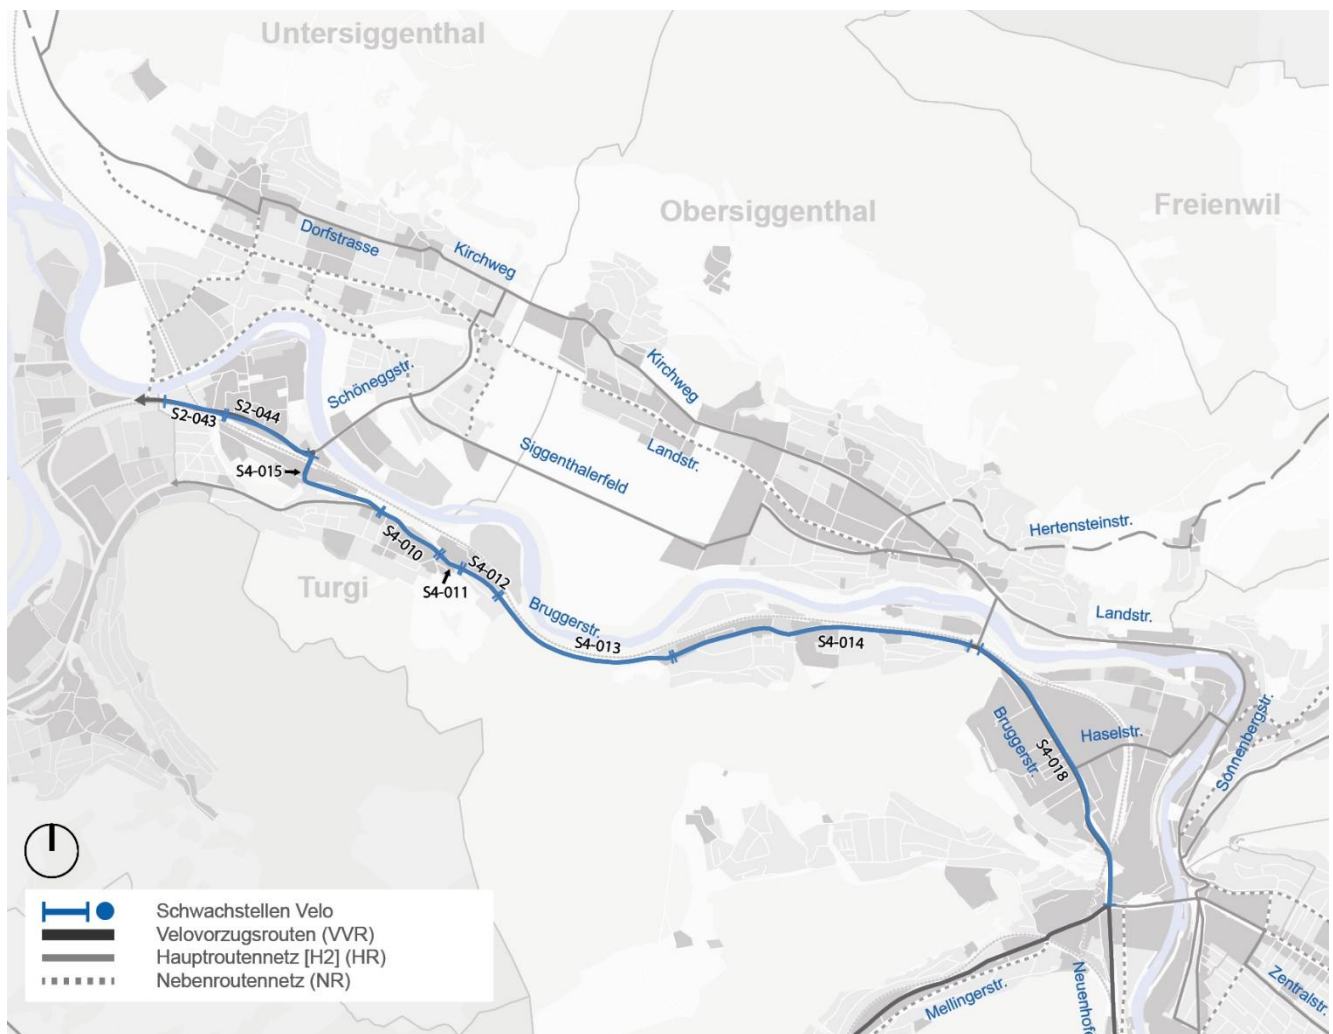 Untersiggenthal
Obersiggenthal
Freienwil
Dorfstrasse
Kirchweg
Kirchweg
Schöneggstr.
S2-043
S2-044
Landstr.
Siggenthalerfeld
S4-015
Hertensteinstr.
S4-010
S4-011
S4-012
Turgi
Bruggerstr.
S4-013
S4-014
Landstr.
Bruggerstr.
S4-018
Haselstr.
Sonnenbergstr.
Schwachstellen Velo
Velovorzugsrouten (VVR)
Hauptroutennetz [H2] (HR)
Nebenroutennetz (NR)
Mellingerstr.
Neuenhofe
Zentralstr.